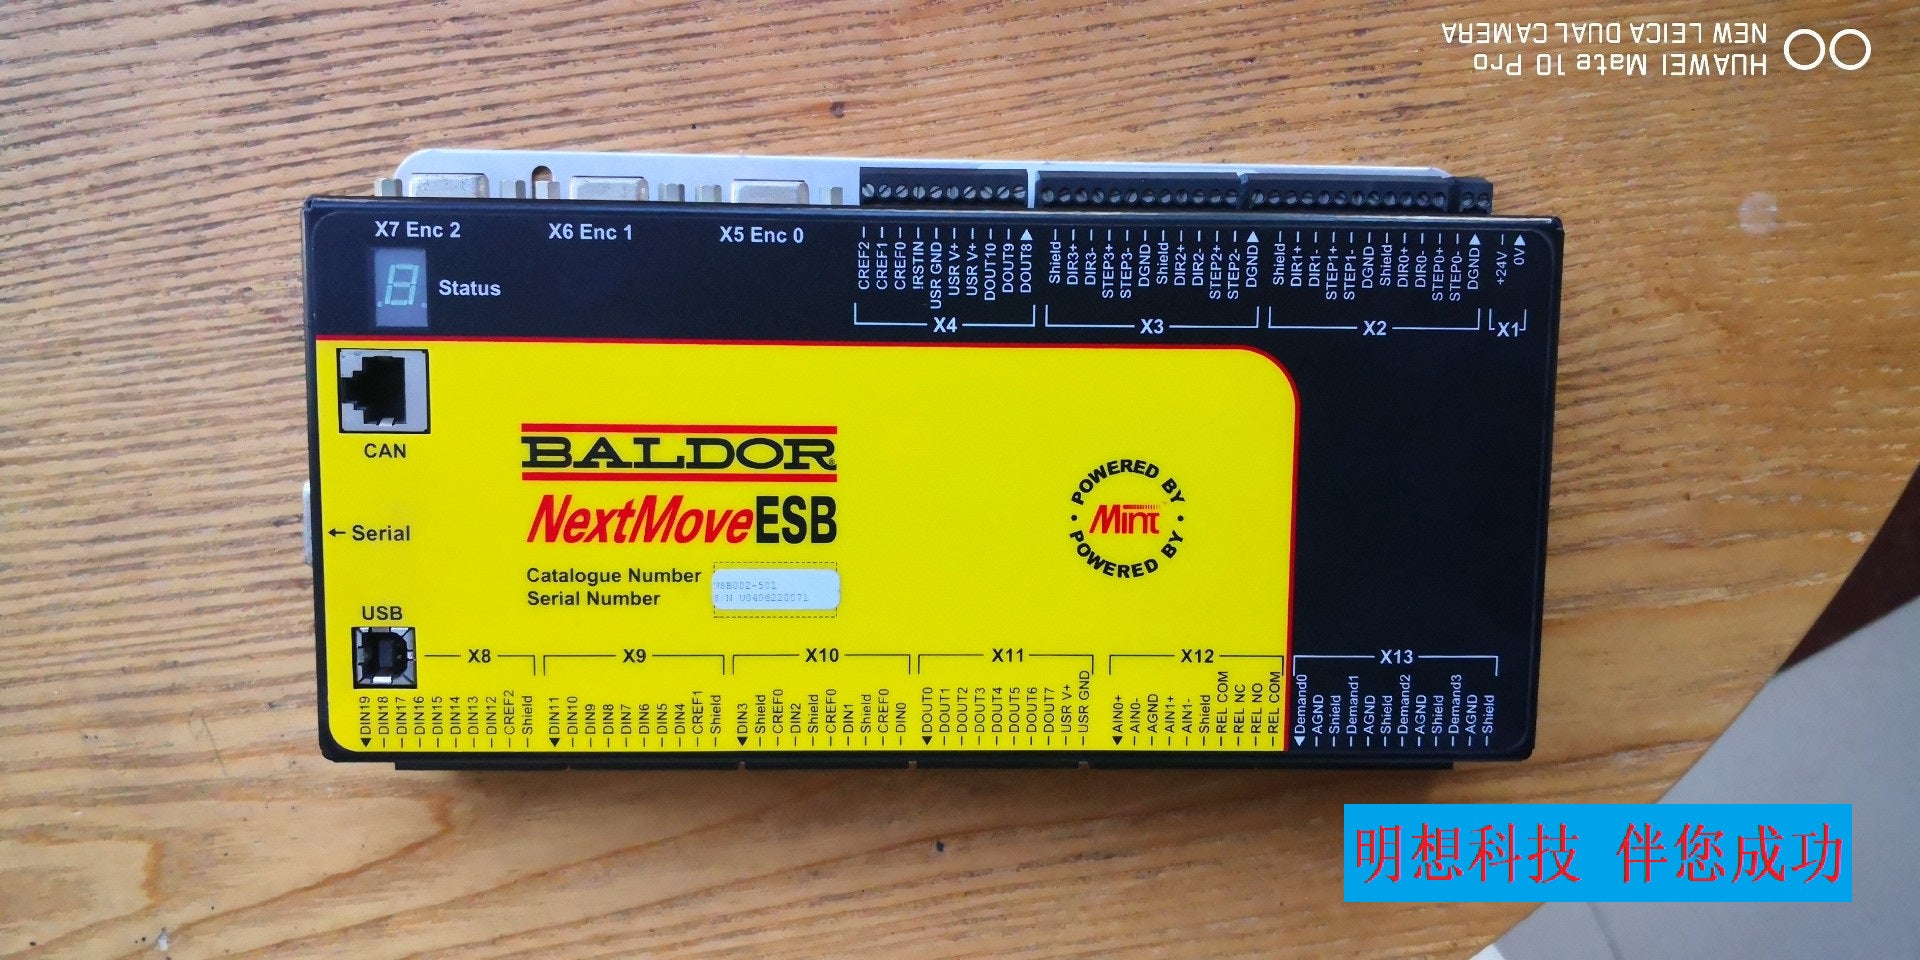 HUAWEI Mate 10 Pro
NEW LEICA DUAL CAMERA
X7 Enc 2
X6 Enc 1
X5 Enc 0
Status
CREF2
CREF1
CREF0
!RSTIN
USR GND
USR V+
USR V+
DOUT10
DOUT9
DOUT8
X4
Shield
DIR3+
DIR3-
STEP3+
STEP3-
DGND
Shield
DIR2+
DIR2-
STEP2+
STEP2-
DGND
X3
Shield
DIR1+
DIR1-
STEP1+
STEP1-
DGND
Shield
DIR0+
DIR0-
STEP0+
STEP0-
DGND
X2
+24V
0V
X1
CAN
BALDOR®
NextMoveESB
POWERED BY
Mint
POWERED BY
← Serial
Catalogue Number
Serial Number
S/N U0406220071
USB
X8
DIN19
DIN18
DIN17
DIN16
DIN15
DIN14
DIN13
DIN12
CREF2
Shield
X9
DIN11
DIN10
DIN9
DIN8
DIN7
DIN6
DIN5
DIN4
CREF1
Shield
X10
DIN3
Shield
CREF0
DIN2
Shield
CREF0
DIN1
Shield
CREF0
DIN0
X11
DOUT0
DOUT1
DOUT2
DOUT3
DOUT4
DOUT5
DOUT6
DOUT7
USR V+
USR GND
X12
AIN0+
AIN0-
AGND
AIN1+
AIN1-
Shield
REL COM
REL NC
REL NO
REL COM
X13
Demand0
AGND
Shield
Demand1
AGND
Shield
Demand2
AGND
Shield
Demand3
AGND
Shield
明想科技 伴您成功